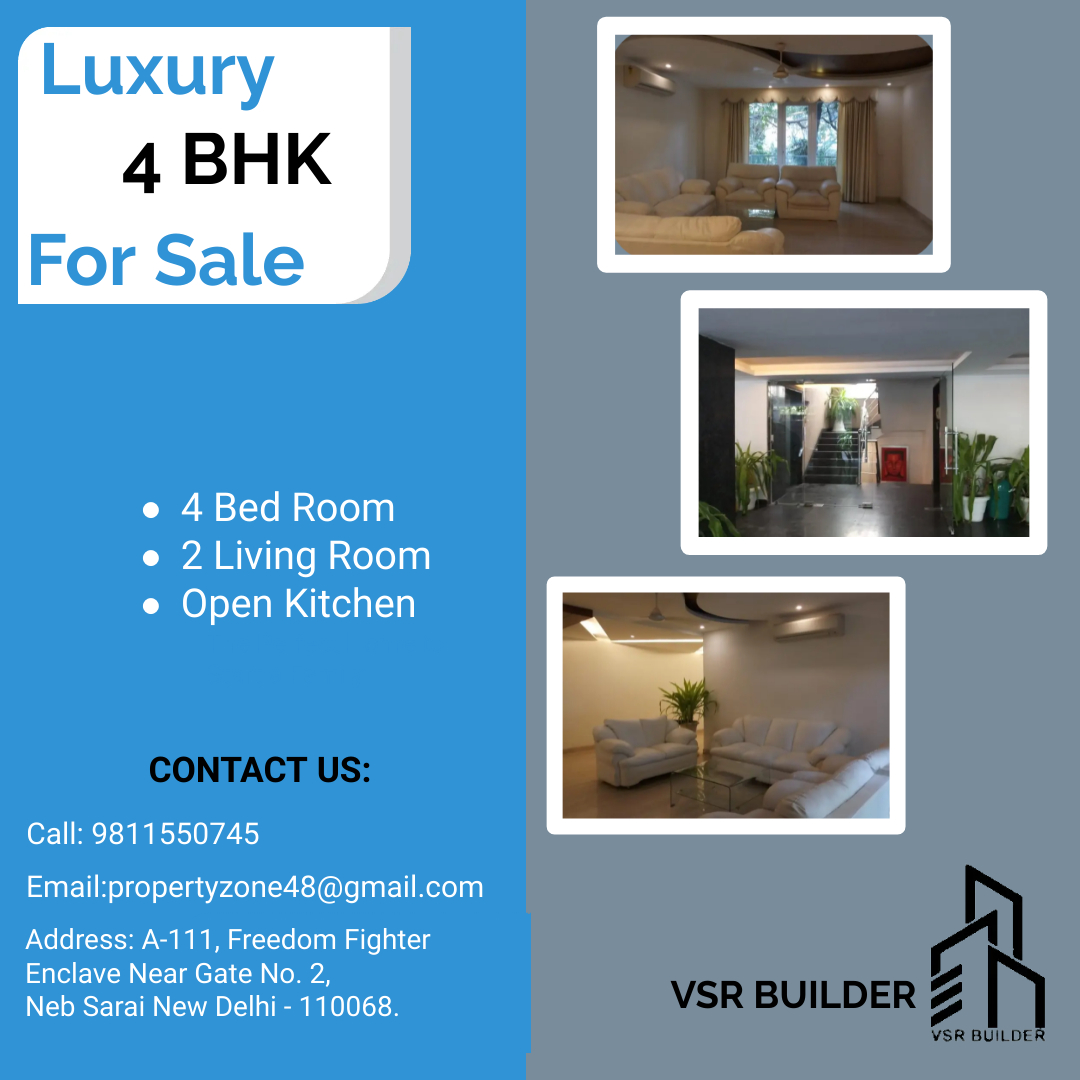 Luxury
4 BHK
For Sale
• 4 Bed Room
• 2 Living Room
• Open Kitchen
CONTACT US:
Call: 9811550745
Email:propertyzone48@gmail.com
Address: A-111, Freedom Fighter
Enclave Near Gate No. 2,
Neb Sarai New Delhi - 110068.
VSR BUILDER
VSR BUILDER